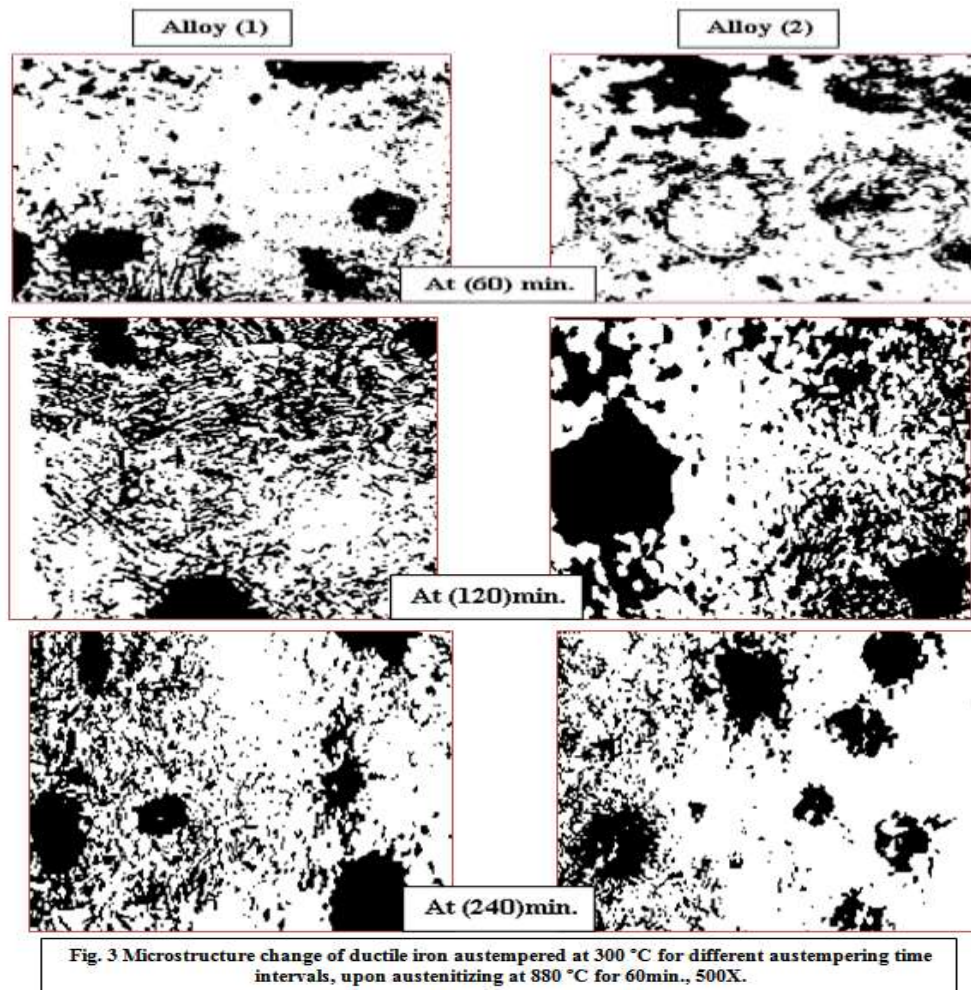 Alloy (1)
Alloy (2)
At (60) min.
At (120)min.
At (240)min.
Fig. 3 Microstructure change of ductile iron austempered at 300 °C for different austempering time
intervals, upon austenitizing at 880 °C for 60min., 500X.